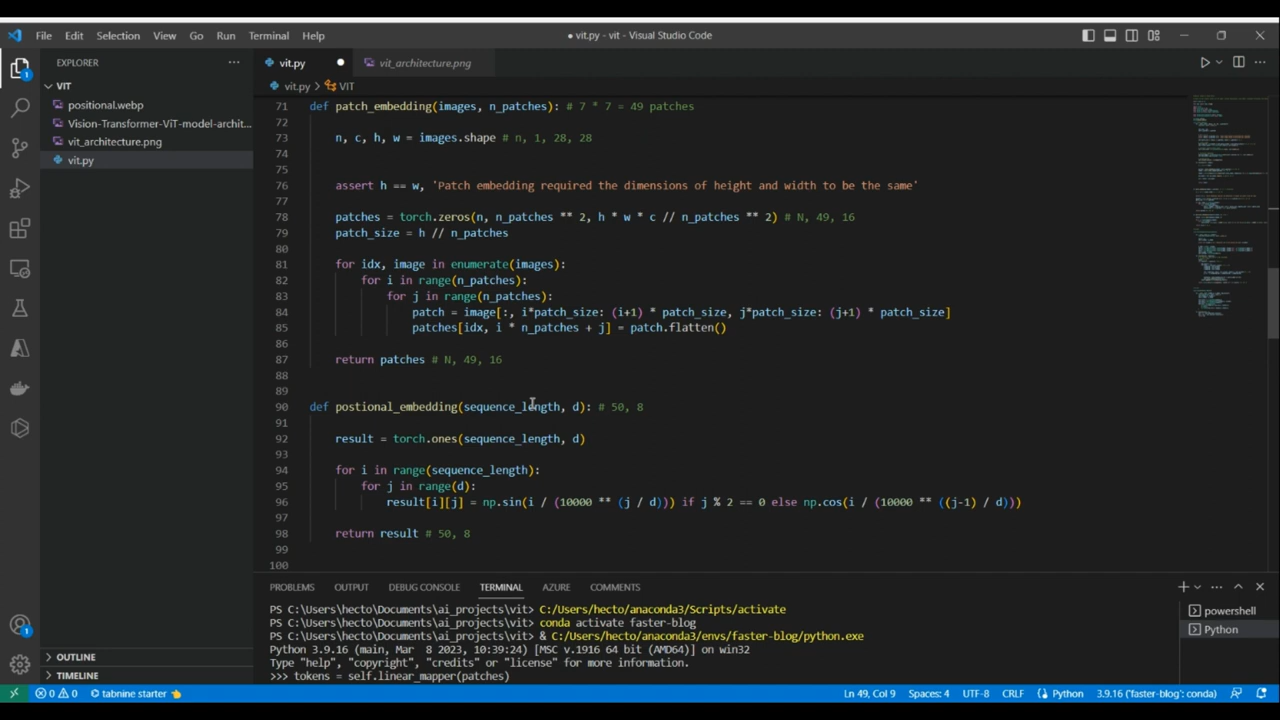 File Edit Selection View Go Run Terminal Help
● vit.py - vit - Visual Studio Code
EXPLORER
VIT
positional.webp
Vision-Transformer-ViT-model-archit...
vit_architecture.png
vit.py
OUTLINE
TIMELINE
vit.py
vit_architecture.png
vit.py > VIT
71 def patch_embedding(images, n_patches): # 7 * 7 = 49 patches
72
73 n, c, h, w = images.shape # n, 1, 28, 28
74
75
76 assert h == w, 'Patch embedding required the dimensions of height and width to be the same'
77
78 patches = torch.zeros(n, n_patches ** 2, h * w * c // n_patches ** 2) # N, 49, 16
79 patch_size = h // n_patches
80
81 for idx, image in enumerate(images):
82 for i in range(n_patches):
83 for j in range(n_patches):
84 patch = image[:, i*patch_size: (i+1) * patch_size, j*patch_size: (j+1) * patch_size]
85 patches[idx, i * n_patches + j] = patch.flatten()
86
87 return patches # N, 49, 16
88
89
90 def postional_embedding(sequence_length, d): # 50, 8
91
92 result = torch.ones(sequence_length, d)
93
94 for i in range(sequence_length):
95 for j in range(d):
96 result[i][j] = np.sin(i / (10000 ** (j / d))) if j % 2 == 0 else np.cos(i / (10000 ** ((j-1) / d)))
97
98 return result # 50, 8
99
100
PROBLEMS OUTPUT DEBUG CONSOLE TERMINAL AZURE COMMENTS
PS C:\Users\hecto\Documents\ai_projects\vit> C:/Users/hecto/anaconda3/Scripts/activate
PS C:\Users\hecto\Documents\ai_projects\vit> conda activate faster-blog
PS C:\Users\hecto\Documents\ai_projects\vit> & C:/Users/hecto/anaconda3/envs/faster-blog/python.exe
Python 3.9.16 (main, Mar  8 2023, 10:39:24) [MSC v.1916 64 bit (AMD64)] on win32
Type "help", "copyright", "credits" or "license" for more information.
>>> tokens = self.linear_mapper(patches)
powershell
Python
0 0 tabnine starter 👈
Ln 49, Col 9 Spaces: 4 UTF-8 CRLF Python 3.9.16 ('faster-blog': conda)